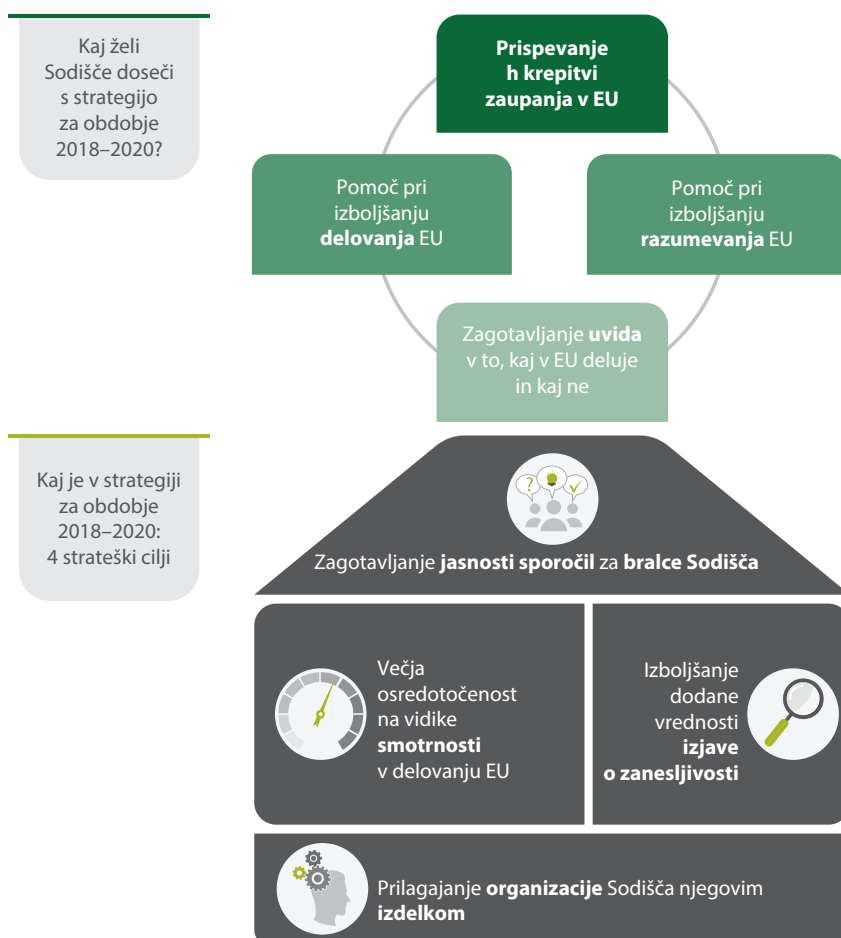 Kaj želi
Sodišče doseči
s strategijo
za obdobje
2018–2020?
Prispevanje
h krepitvi
zaupanja v EU
Pomoč pri
izboljšanju
delovanja EU
Pomoč pri
izboljšanju
razumevanja EU
Zagotavljanje uvida
v to, kaj v EU deluje
in kaj ne
Kaj je v strategiji
za obdobje
2018–2020:
4 strateški cilji
?
Zagotavljanje jasnosti sporočil za bralce Sodišča
Večja
osredotočenost
na vidike
smotrnosti
v delovanju EU
Izboljšanje
dodane
vrednosti
izjave
o zanesljivosti
Prilagajanje organizacije Sodišča njegovim
izdelkom